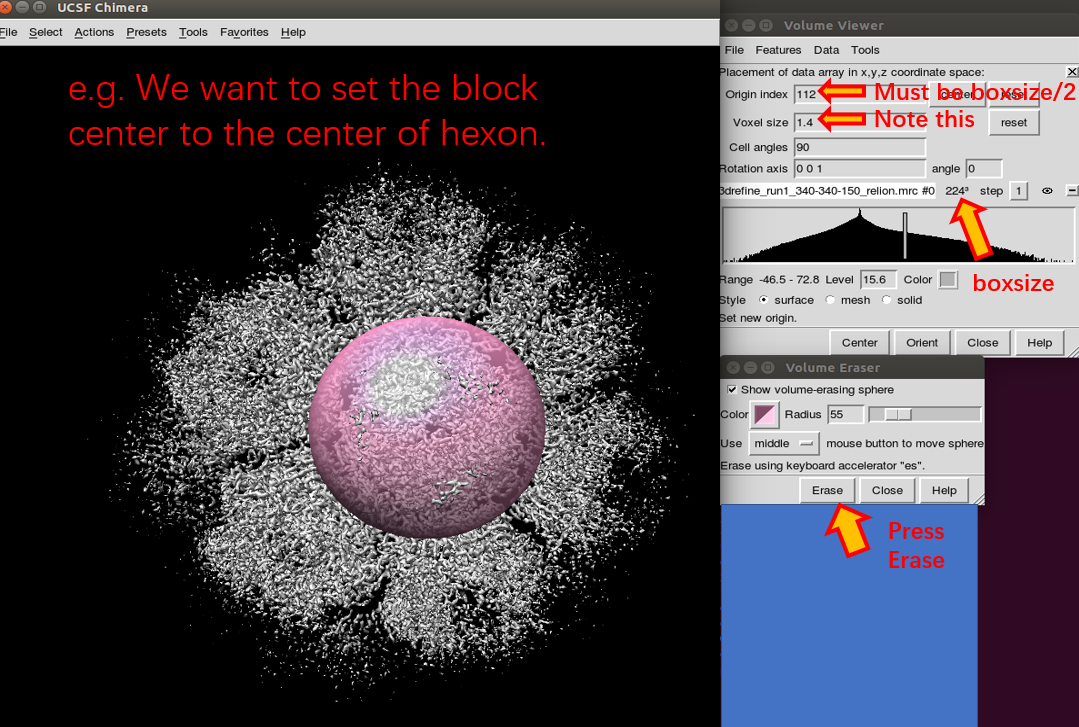 UCSF Chimera
File Select Actions Presets Tools Favorites Help
e.g. We want to set the block
center to the center of hexon.
Volume Viewer
File Features Data Tools
Placement of data array in x,y,z coordinate space:
Origin index 112 center reset
Must be boxsize/2
Voxel size 1.4 reset
Note this
Cell angles 90
Rotation axis 0 0 1 angle 0
3drefine_run1_340-340-150_relion.mrc #0 224³ step 1
boxsize
Range -46.5 - 72.8 Level 15.6 Color
Style surface mesh solid
Set new origin.
Center Orient Close Help
Volume Eraser
Show volume-erasing sphere
Color Radius 55
Use middle mouse button to move sphere
Erase using keyboard accelerator "es".
Erase Close Help
Press
Erase